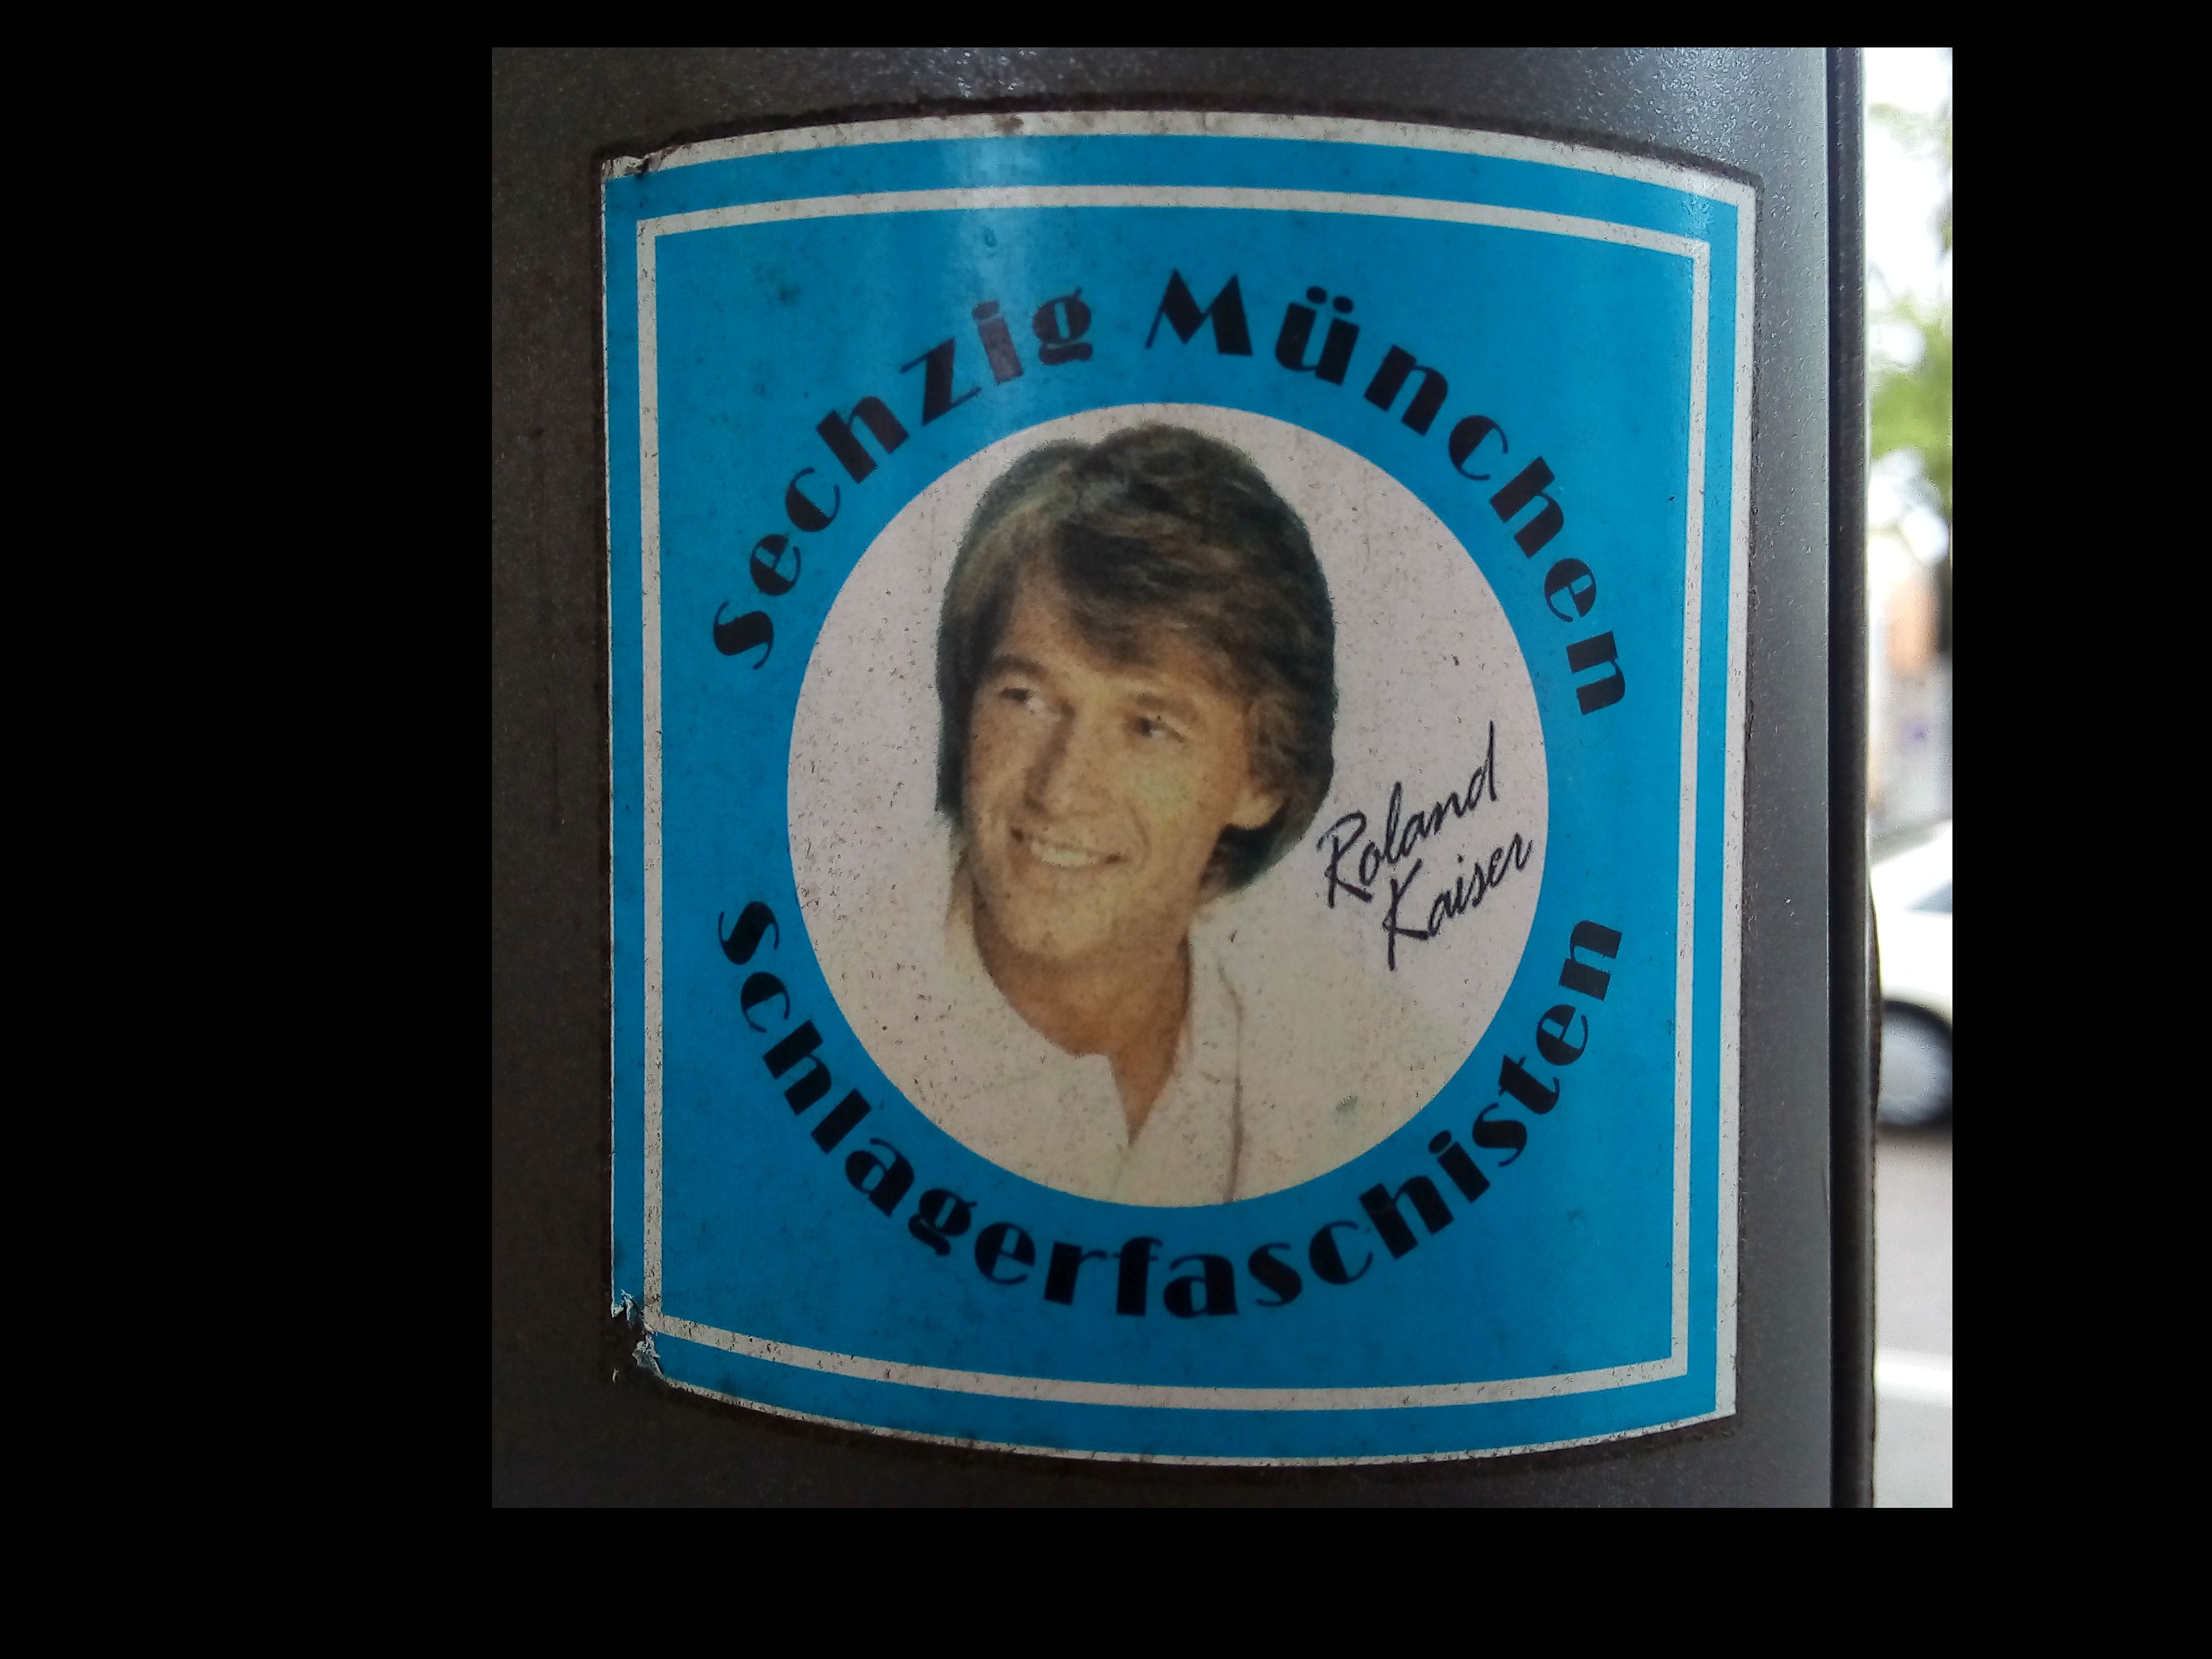 Sechzig München
Roland
Kaiser
Schlagerfaschisten